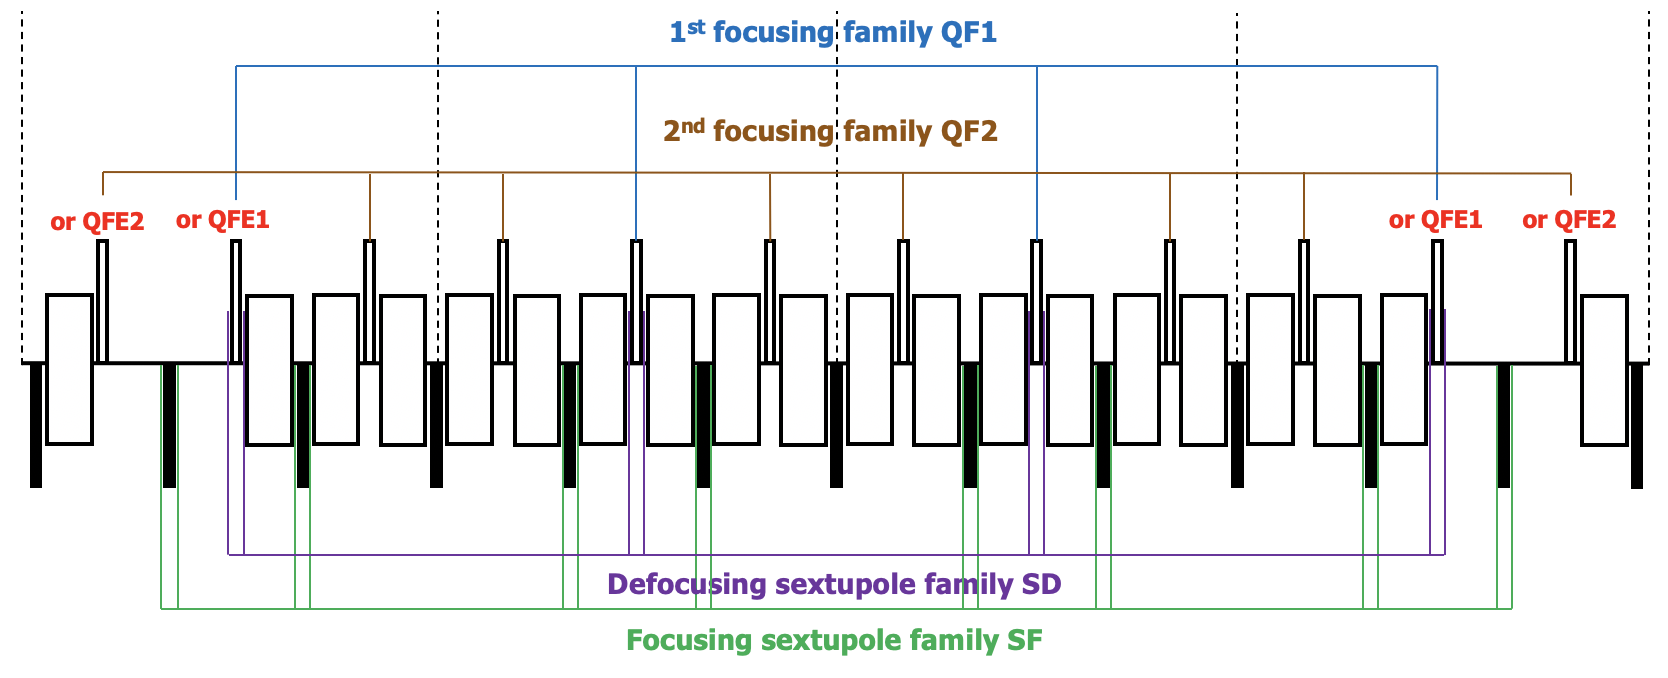 1st focusing family QF1
2nd focusing family QF2
or QFE2 or QFE1 or QFE1 or QFE2
Defocusing sextupole family SD
Focusing sextupole family SF